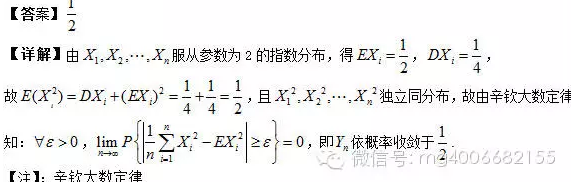 【答案】1/2
【详解】由 X₁, X₂, ⋯, Xₙ 服从参数为 2 的指数分布，得 EXᵢ = 1/2，DXᵢ = 1/4，
故 E(Xᵢ²) = DXᵢ + (EXᵢ)² = 1/4 + 1/4 = 1/2，且 X₁², X₂², ⋯, Xₙ² 独立同分布，故由辛钦大数定律
知：∀ε > 0，lim_{n→∞} P{|1/n ∑_{i=1}^{n} Xᵢ² − EXᵢ²| ≥ ε} = 0，即Yₙ依概率收敛于 1/2.
微信号: mg4006682155
【注】：辛钦大数定律